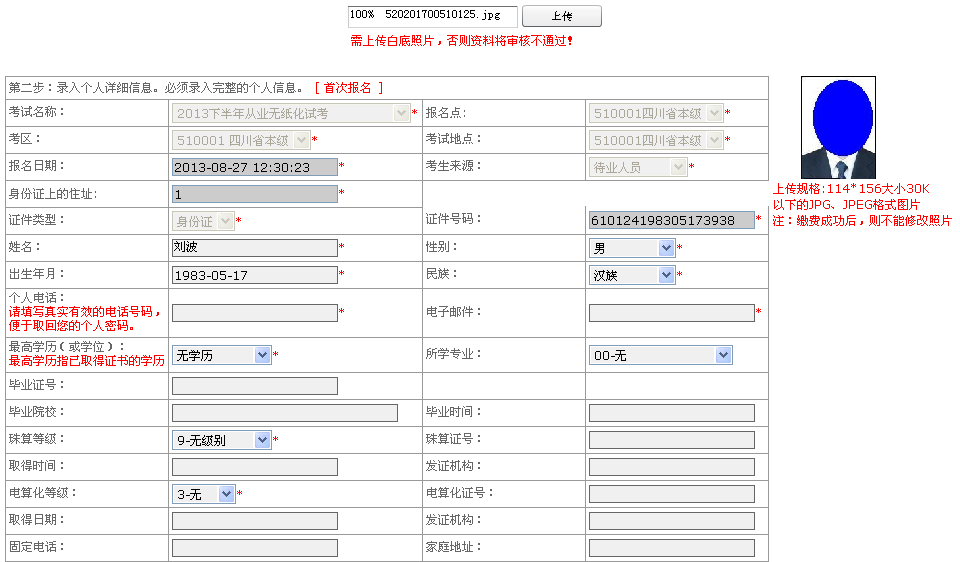 100% 520201700510125.jpg 上传
需上传白底照片，否则资料将审核不通过！
第二步：录入个人详细信息。必须录入完整的个人信息。 [ 首次报名 ]
考试名称： 2013下半年从业无纸化试考 * 报名点: 510001四川省本级 *
考区： 510001 四川省本级 * 考试地点： 510001四川省本级 *
报名日期： 2013-08-27 12:30:23 * 考生来源： 待业人员 *
身份证上的住址: 1 *
证件类型： 身份证 * 证件号码： 610124198305173938 *
姓名： 刘波 * 性别： 男 *
出生年月： 1983-05-17 * 民族： 汉族 *
个人电话：
请填写真实有效的电话号码，
便于取回您的个人密码。
* 电子邮件： *
最高学历（或学位）：
最高学历指已取得证书的学历
无学历 * 所学专业： 00-无
毕业证号：
毕业院校： 毕业时间：
珠算等级： 9-无级别 * 珠算证号：
取得时间： 发证机构：
电算化等级： 3-无 * 电算化证号：
取得日期： 发证机构：
固定电话： 家庭地址：
上传规格:114*156大小30K
以下的JPG、JPEG格式图片
注：缴费成功后，则不能修改照片